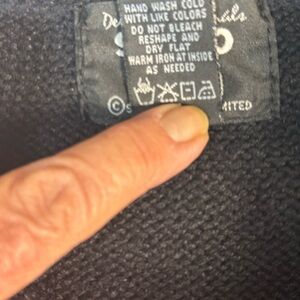 HAND WASH COLD
WITH LIKE COLORS
DO NOT BLEACH
RESHAPE AND
DRY FLAT
WARM IRON AT INSIDE
AS NEEDED
©